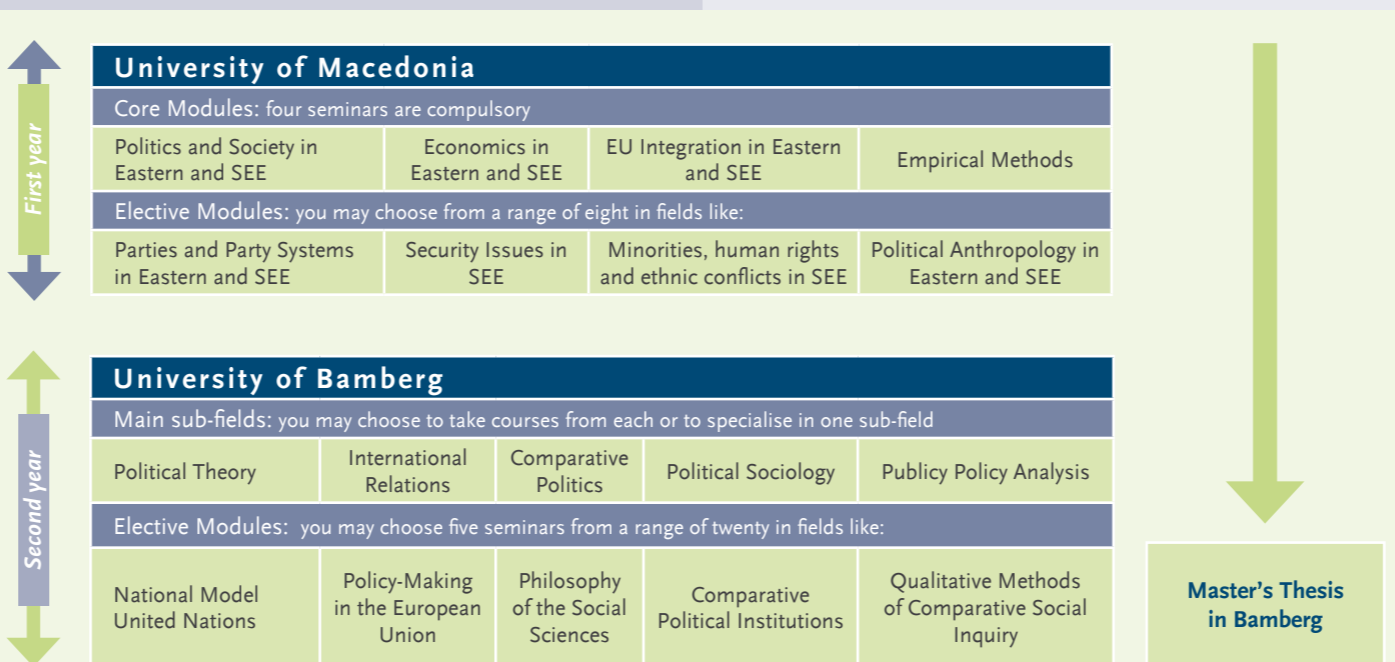 First year
University of Macedonia
Core Modules: four seminars are compulsory
Politics and Society in
Eastern and SEE
Economics in
Eastern and SEE
EU Integration in Eastern
and SEE
Empirical Methods
Elective Modules: you may choose from a range of eight in fields like:
Parties and Party Systems
in Eastern and SEE
Security Issues in
SEE
Minorities, human rights
and ethnic conflicts in SEE
Political Anthropology in
Eastern and SEE
Second year
University of Bamberg
Main sub-fields: you may choose to take courses from each or to specialise in one sub-field
Political Theory
International
Relations
Comparative
Politics
Political Sociology
Publicy Policy Analysis
Elective Modules: you may choose five seminars from a range of twenty in fields like:
National Model
United Nations
Policy-Making
in the European
Union
Philosophy
of the Social
Sciences
Comparative
Political Institutions
Qualitative Methods
of Comparative Social
Inquiry
Master's Thesis
in Bamberg